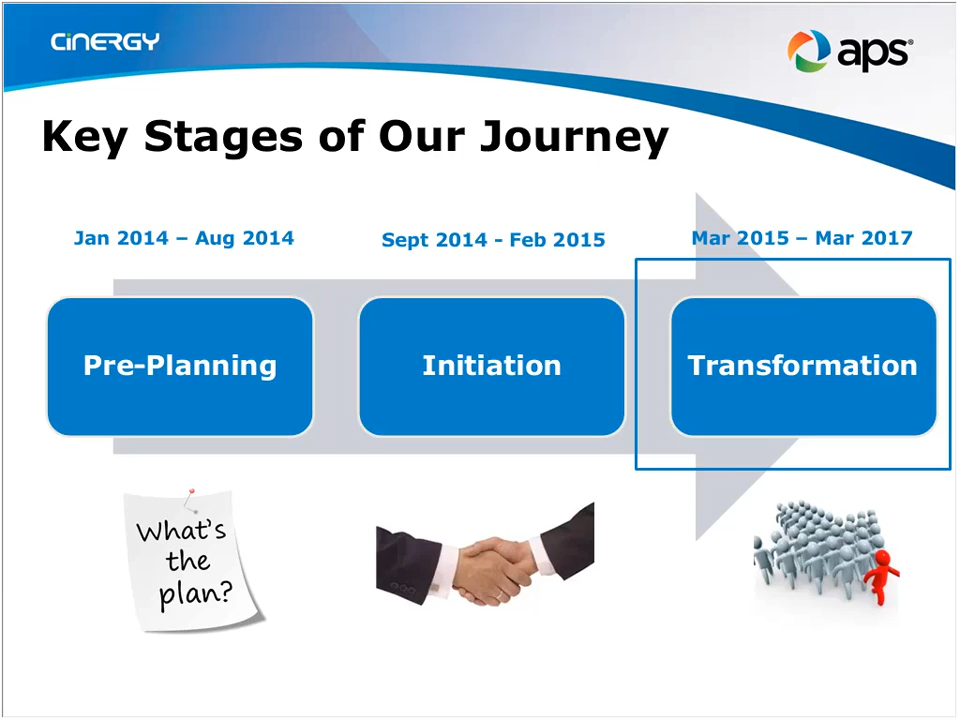 CiNERGY
aps®
Key Stages of Our Journey
Jan 2014 – Aug 2014
Sept 2014 - Feb 2015
Mar 2015 – Mar 2017
Pre-Planning
Initiation
Transformation
What's
the
plan?